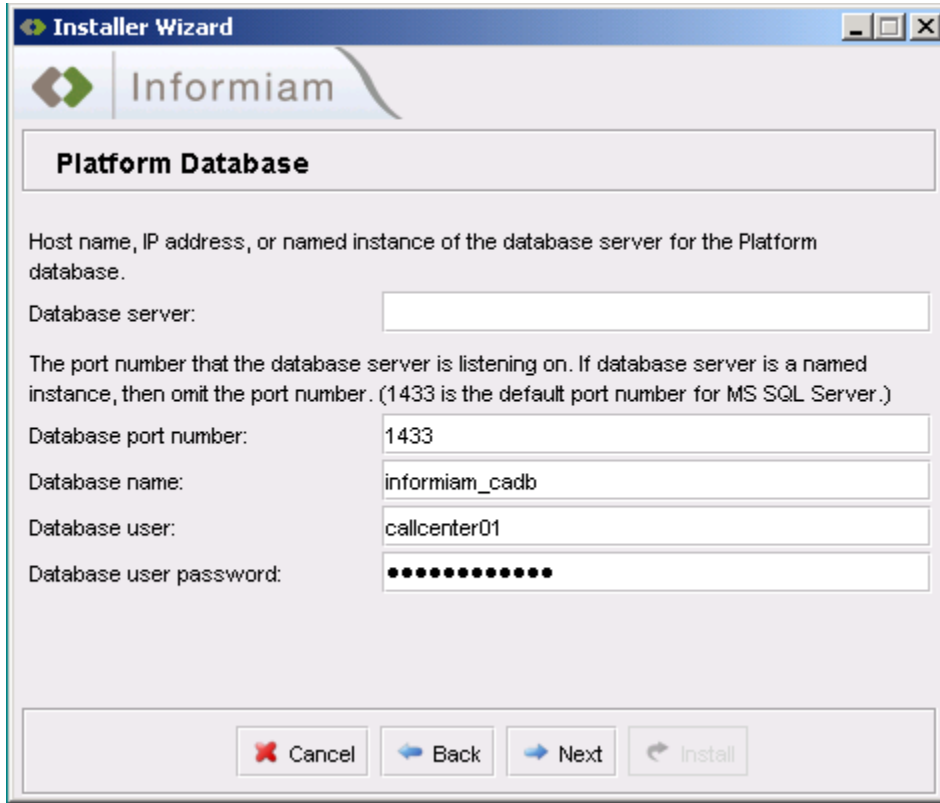 Installer Wizard
Informiam
Platform Database
Host name, IP address, or named instance of the database server for the Platform
database.
Database server:
The port number that the database server is listening on. If database server is a named
instance, then omit the port number. (1433 is the default port number for MS SQL Server.)
Database port number: 1433
Database name: informiam_cadb
Database user: callcenter01
Database user password: ●●●●●●●●●●●●
Cancel Back Next Install